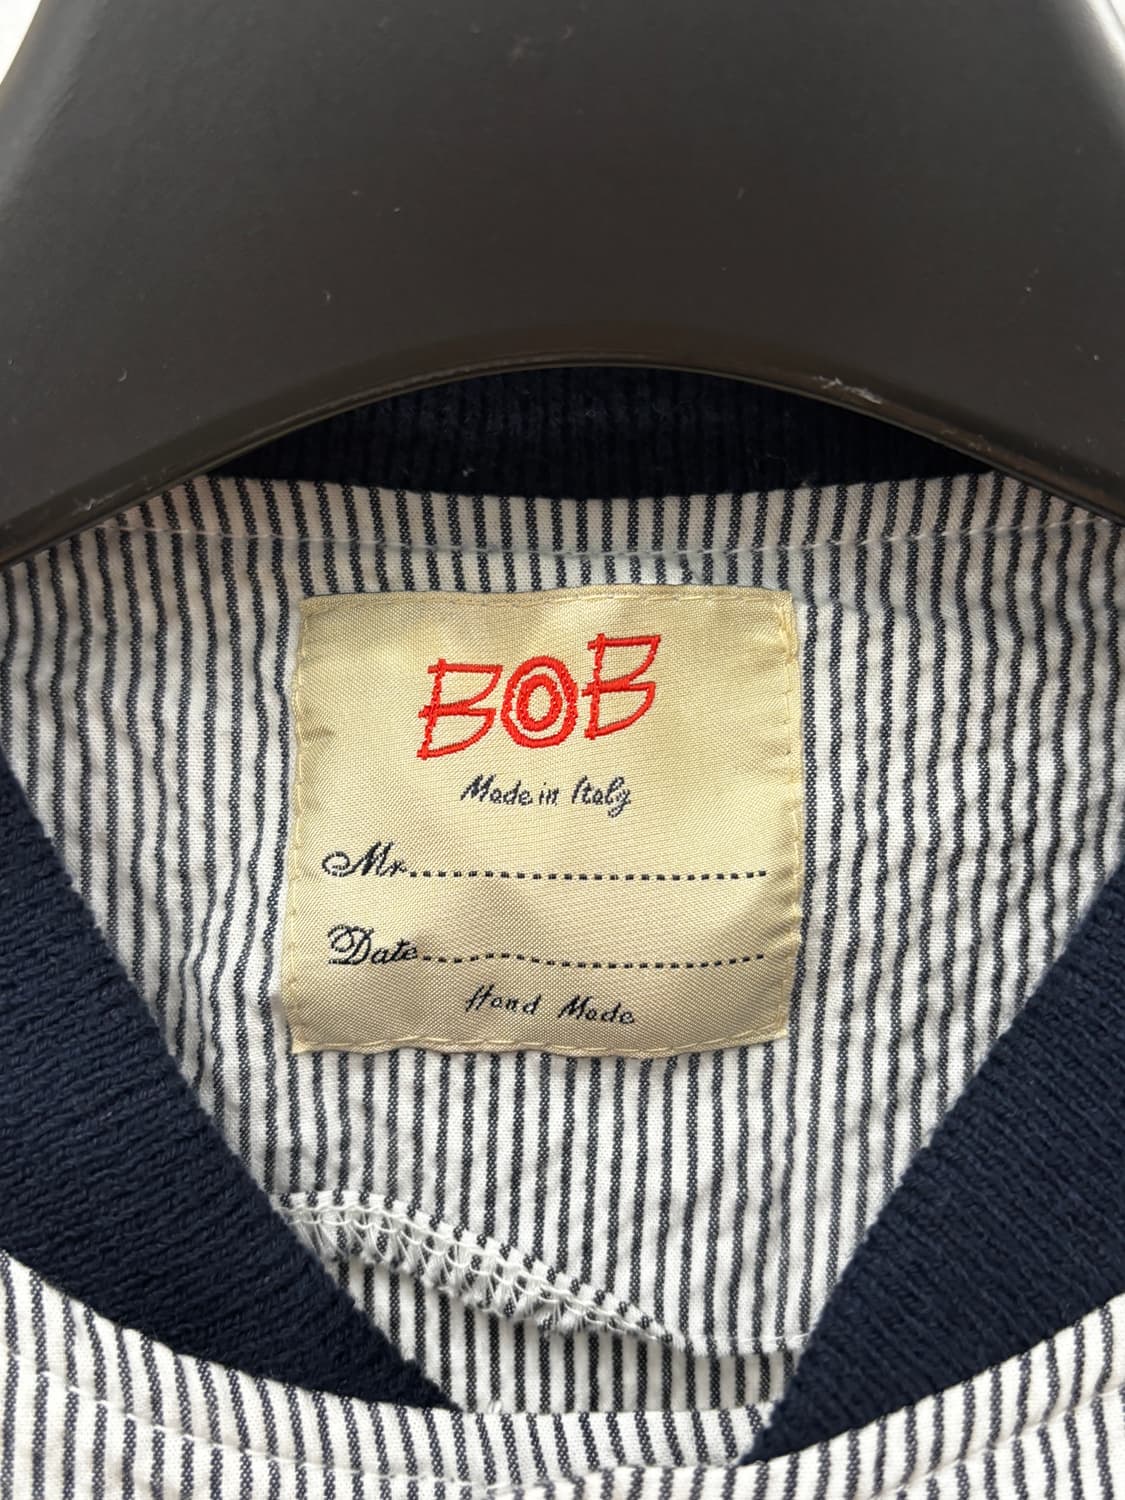 BOB
Made in Italy
Mr.......................................
Date.......................................
Hand Made